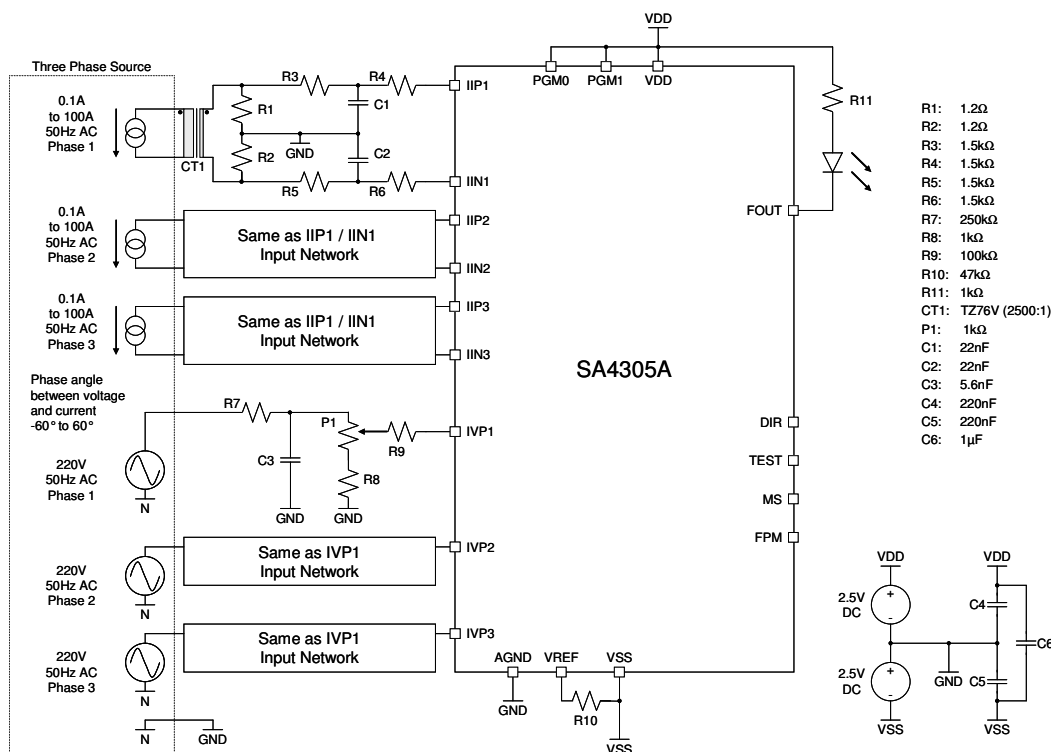 VDD
Three Phase Source
PGM0
PGM1
VDD
0.1A
to 100A
50Hz AC
Phase 1
CT1
R3
R4
R1
C1
GND
R2
C2
R5
R6
IIP1
IIN1
R11
FOUT
0.1A
to 100A
50Hz AC
Phase 2
Same as IIP1 / IIN1
Input Network
IIP2
IIN2
0.1A
to 100A
50Hz AC
Phase 3
Same as IIP1 / IIN1
Input Network
IIP3
IIN3
SA4305A
Phase angle
between voltage
and current
-60° to 60°
R7
P1
R9
IVP1
C3
R8
GND
GND
220V
50Hz AC
Phase 1
N
DIR
TEST
MS
FPM
220V
50Hz AC
Phase 2
N
Same as IVP1
Input Network
IVP2
220V
50Hz AC
Phase 3
N
Same as IVP1
Input Network
IVP3
AGND
VREF
VSS
GND
R10
VSS
N
GND
R1: 1.2Ω
R2: 1.2Ω
R3: 1.5kΩ
R4: 1.5kΩ
R5: 1.5kΩ
R6: 1.5kΩ
R7: 250kΩ
R8: 1kΩ
R9: 100kΩ
R10: 47kΩ
R11: 1kΩ
CT1: TZ76V (2500:1)
P1: 1kΩ
C1: 22nF
C2: 22nF
C3: 5.6nF
C4: 220nF
C5: 220nF
C6: 1µF
VDD
VDD
2.5V
DC
+
-
C4
C6
2.5V
DC
+
-
GND
C5
VSS
VSS